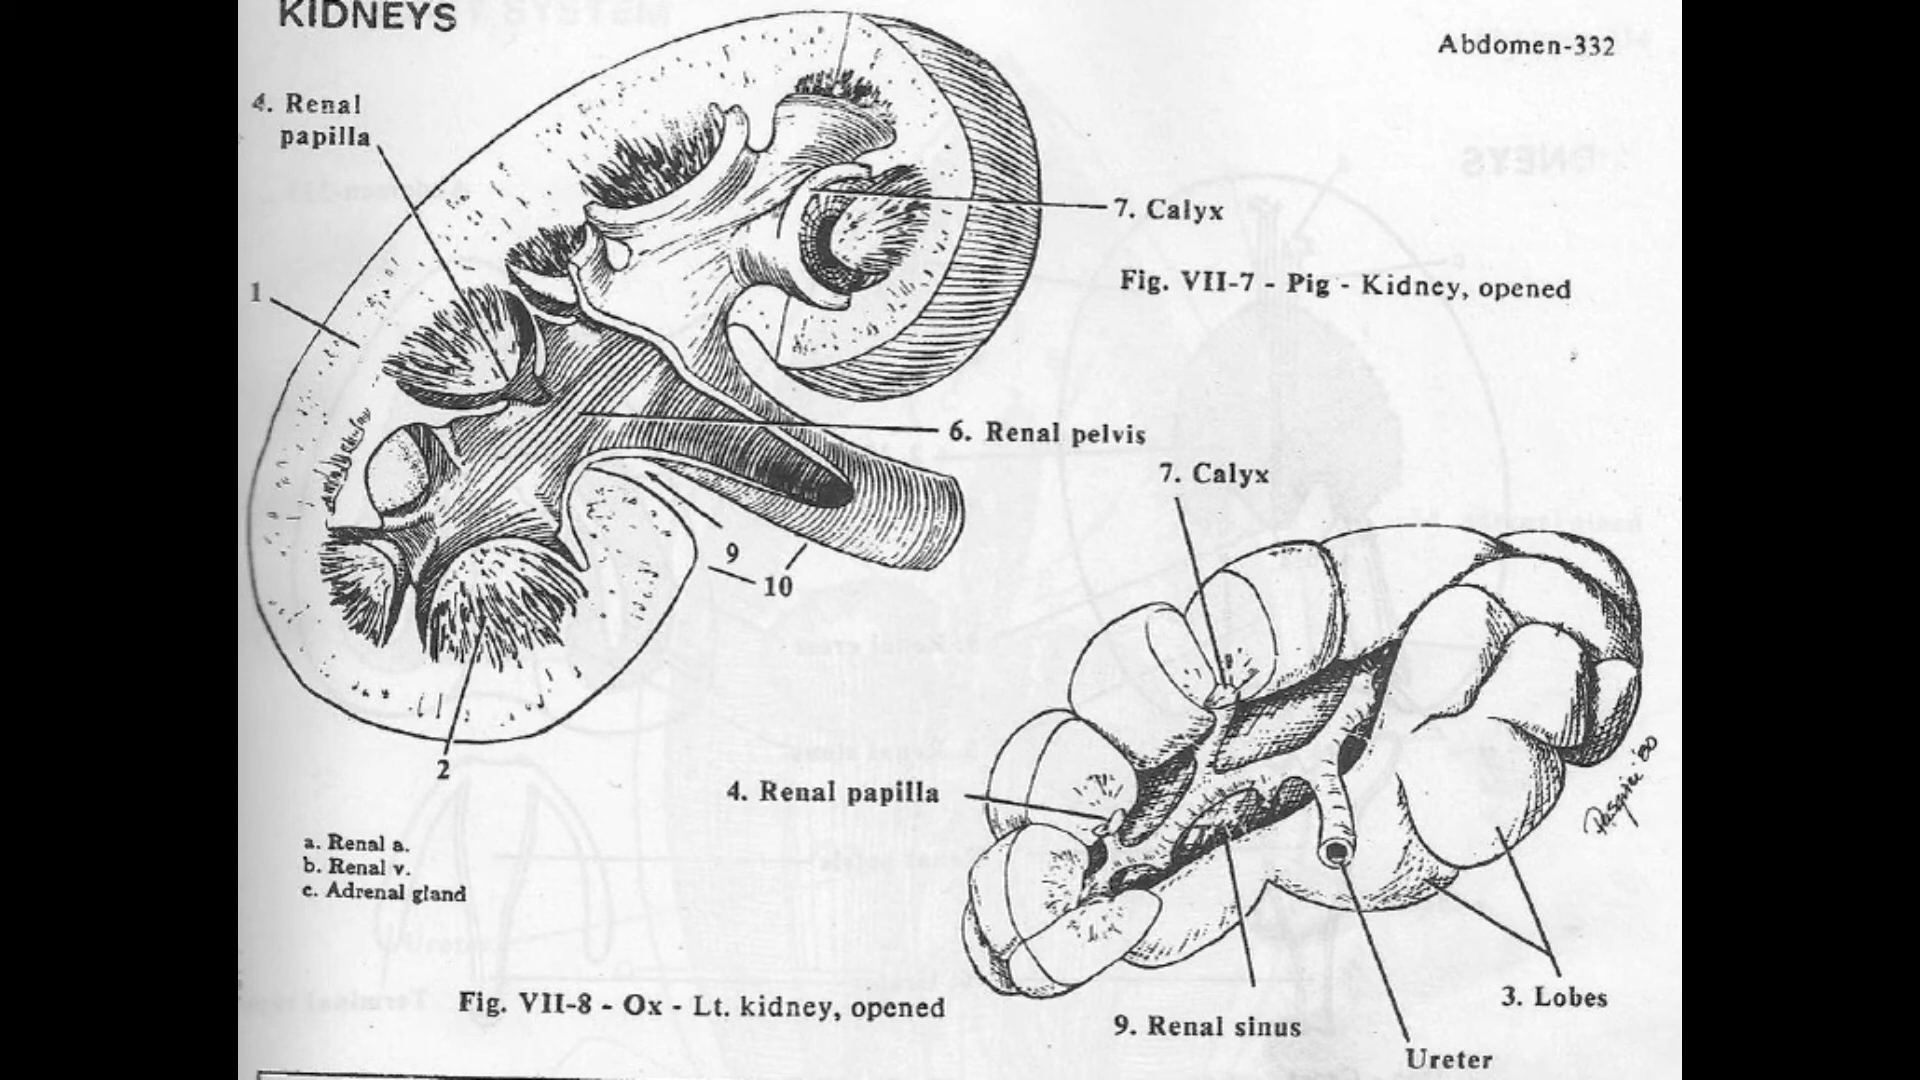 KIDNEYS
Abdomen-332
4. Renal
papilla
7. Calyx
1
Fig. VII-7 - Pig - Kidney, opened
6. Renal pelvis
7. Calyx
9
10
2
4. Renal papilla
Pasquini '80
a. Renal a.
b. Renal v.
c. Adrenal gland
3. Lobes
Fig. VII-8 - Ox - Lt. kidney, opened
9. Renal sinus
Ureter